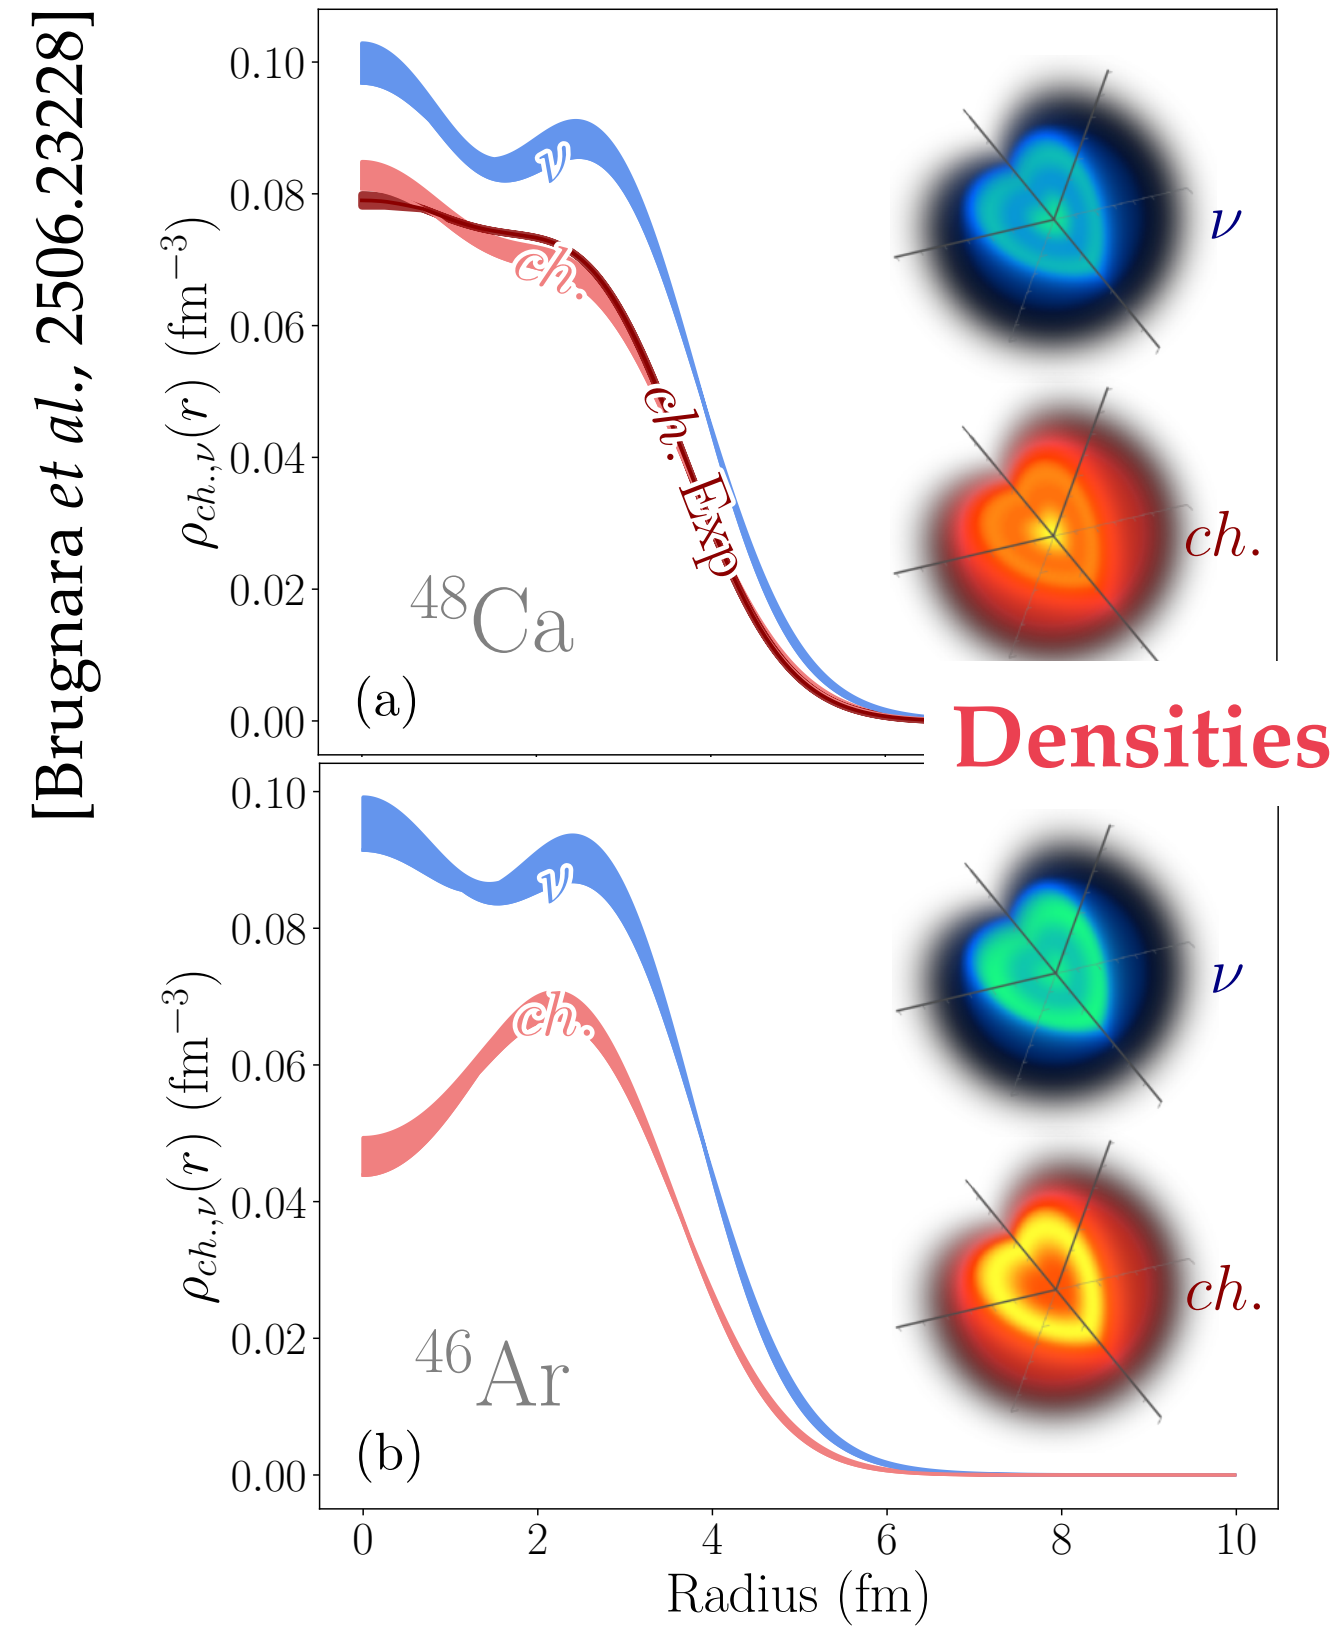 [Brugnara et al., 2506.23228]
0.10
0.08
0.06
0.04
0.02
0.00
ρch.,ν(r) (fm⁻³)
ν
ch.
ch. Exp
⁴⁸Ca
(a)
ν
ch.
Densities
0.10
0.08
0.06
0.04
0.02
0.00
ρch.,ν(r) (fm⁻³)
ν
ch.
⁴⁶Ar
(b)
ν
ch.
0 2 4 6 8 10
Radius (fm)